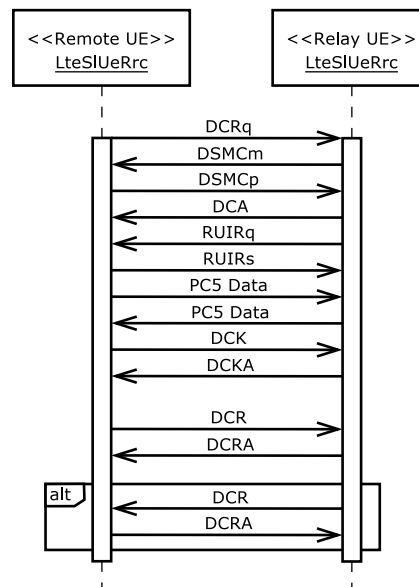 <<Remote UE>>
LteSlUeRrc
<<Relay UE>>
LteSlUeRrc
DCRq
DSMCm
DSMCp
DCA
RUIRq
RUIRs
PC5 Data
PC5 Data
DCK
DCKA
DCR
DCRA
alt
DCR
DCRA